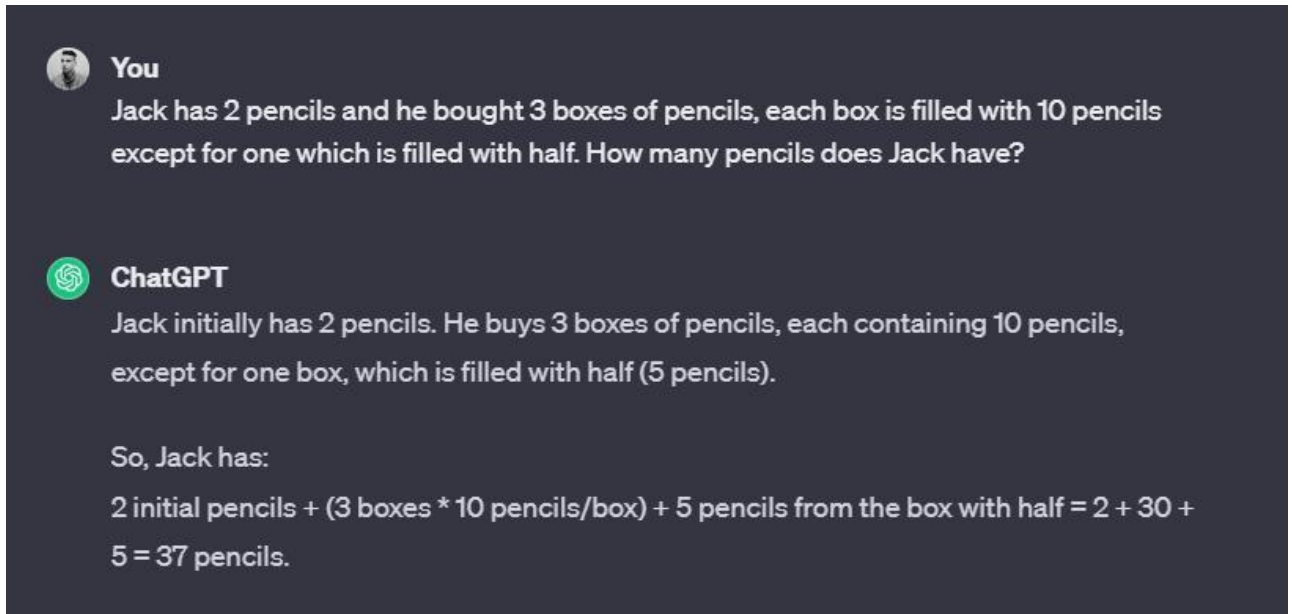 You
Jack has 2 pencils and he bought 3 boxes of pencils, each box is filled with 10 pencils
except for one which is filled with half. How many pencils does Jack have?
ChatGPT
Jack initially has 2 pencils. He buys 3 boxes of pencils, each containing 10 pencils,
except for one box, which is filled with half (5 pencils).
So, Jack has:
2 initial pencils + (3 boxes * 10 pencils/box) + 5 pencils from the box with half = 2 + 30 +
5 = 37 pencils.